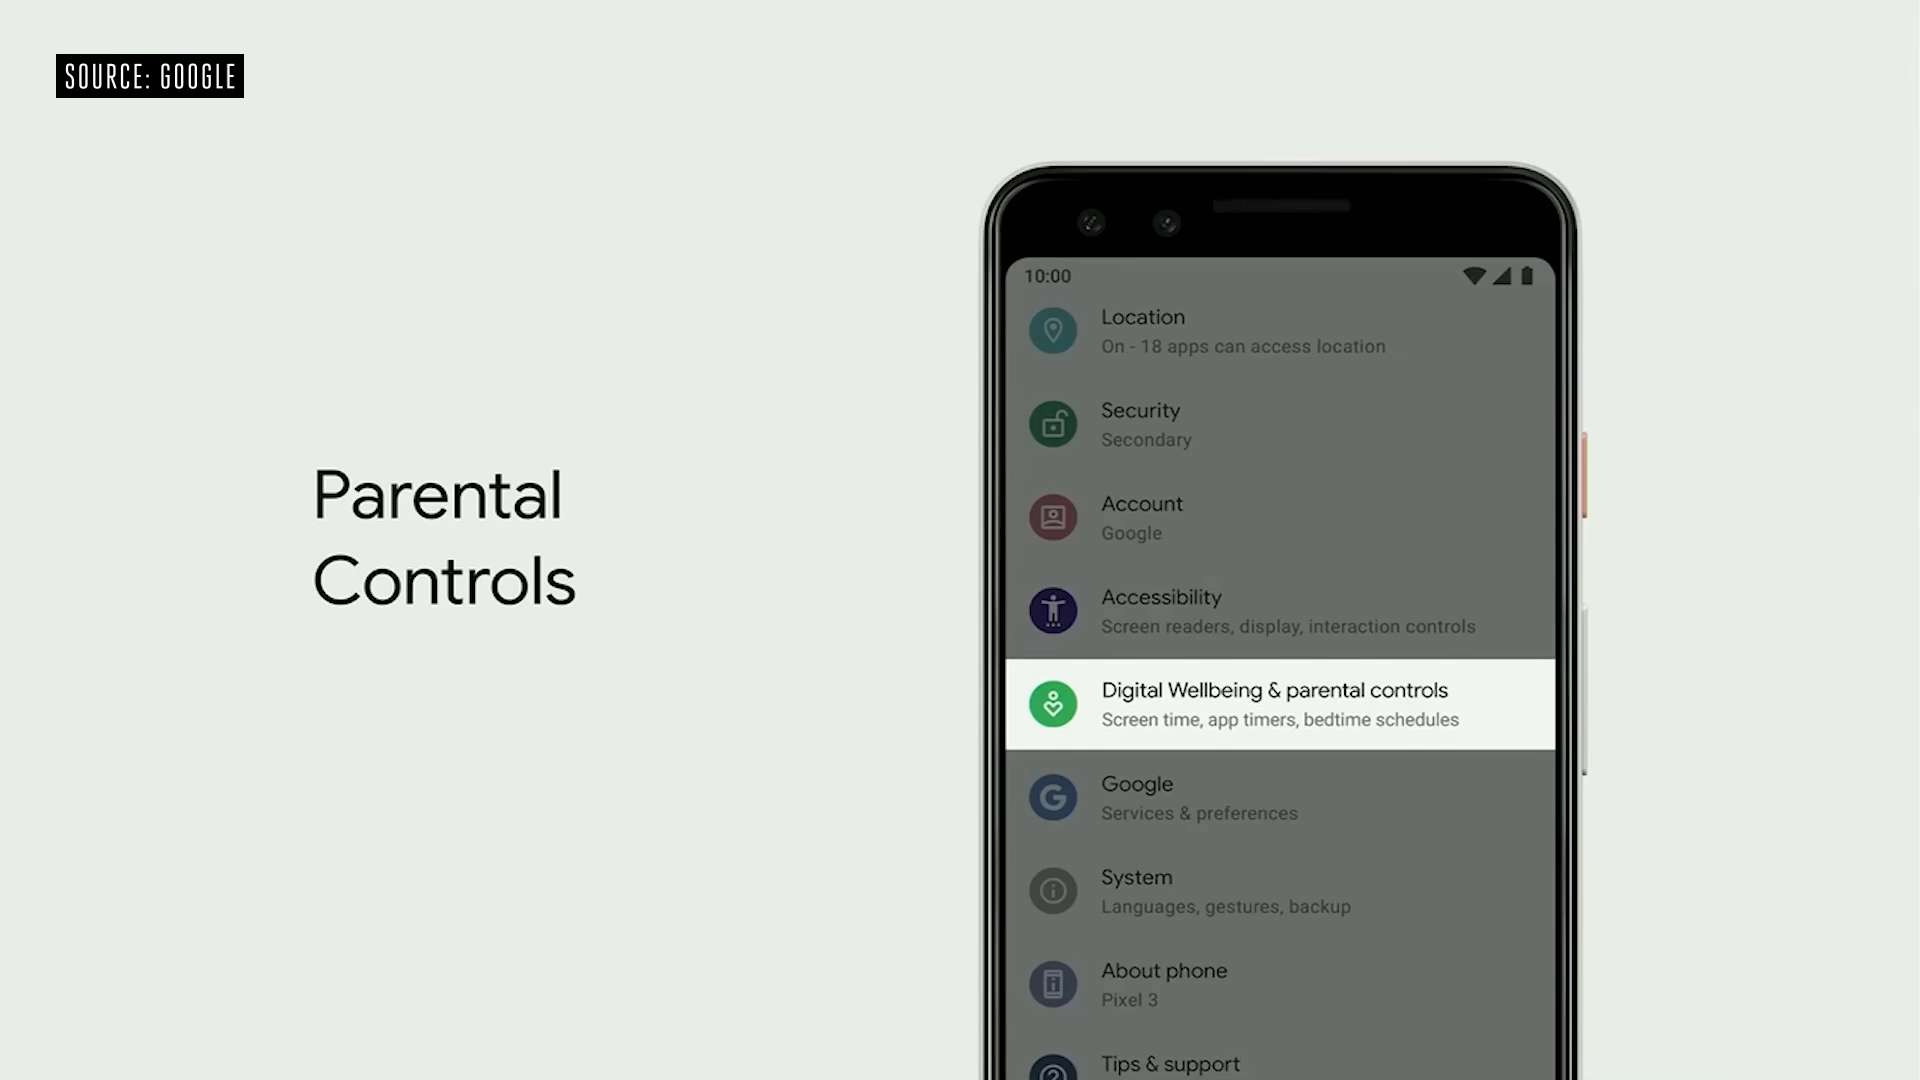 SOURCE: GOOGLE
Parental
Controls
10:00
Location
On - 18 apps can access location
Security
Secondary
Account
Google
Accessibility
Screen readers, display, interaction controls
Digital Wellbeing & parental controls
Screen time, app timers, bedtime schedules
Google
Services & preferences
System
Languages, gestures, backup
About phone
Pixel 3
Tips & support